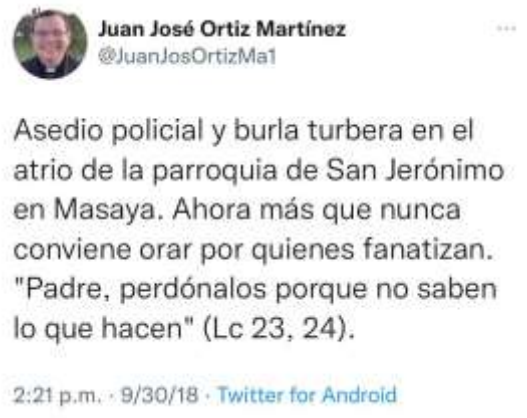 Juan José Ortiz Martínez
@JuanJosOrtizMa1
Asedio policial y burla turbera en el
atrio de la parroquia de San Jerónimo
en Masaya. Ahora más que nunca
conviene orar por quienes fanatizan.
"Padre, perdónalos porque no saben
lo que hacen" (Lc 23, 24).
2:21 p.m. · 9/30/18 · Twitter for Android